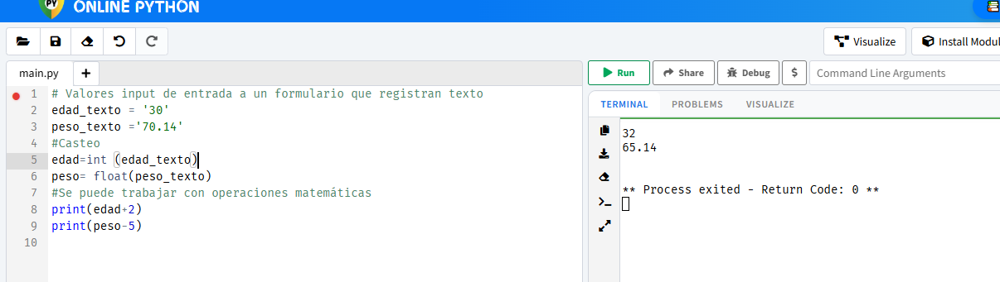 ONLINE PYTHON
Visualize
Install Modul
main.py
+
Run
Share
Debug
$
Command Line Arguments
TERMINAL
PROBLEMS
VISUALIZE
1 # Valores input de entrada a un formulario que registran texto
2 edad_texto = '30'
3 peso_texto ='70.14'
4 #Casteo
5 edad=int (edad_texto)
6 peso= float(peso_texto)
7 #Se puede trabajar con operaciones matemáticas
8 print(edad+2)
9 print(peso-5)
10
32
65.14
** Process exited - Return Code: 0 **